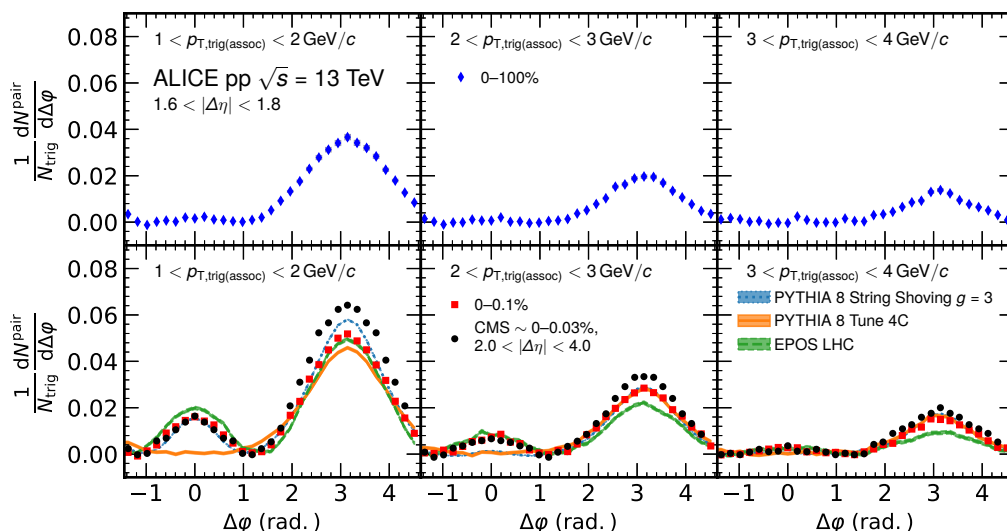 1 < p_T,trig(assoc) < 2 GeV/c
2 < p_T,trig(assoc) < 3 GeV/c
3 < p_T,trig(assoc) < 4 GeV/c
ALICE pp √s = 13 TeV
1.6 < |Δη| < 1.8
0–100%
1/N_trig dN^pair/dΔφ
0.08
0.06
0.04
0.02
0.00
1 < p_T,trig(assoc) < 2 GeV/c
2 < p_T,trig(assoc) < 3 GeV/c
3 < p_T,trig(assoc) < 4 GeV/c
0–0.1%
CMS ∼ 0–0.03%,
2.0 < |Δη| < 4.0
PYTHIA 8 String Shoving g = 3
PYTHIA 8 Tune 4C
EPOS LHC
1/N_trig dN^pair/dΔφ
0.08
0.06
0.04
0.02
0.00
−1 0 1 2 3 4
−1 0 1 2 3 4
−1 0 1 2 3 4
Δφ (rad. )
Δφ (rad. )
Δφ (rad. )